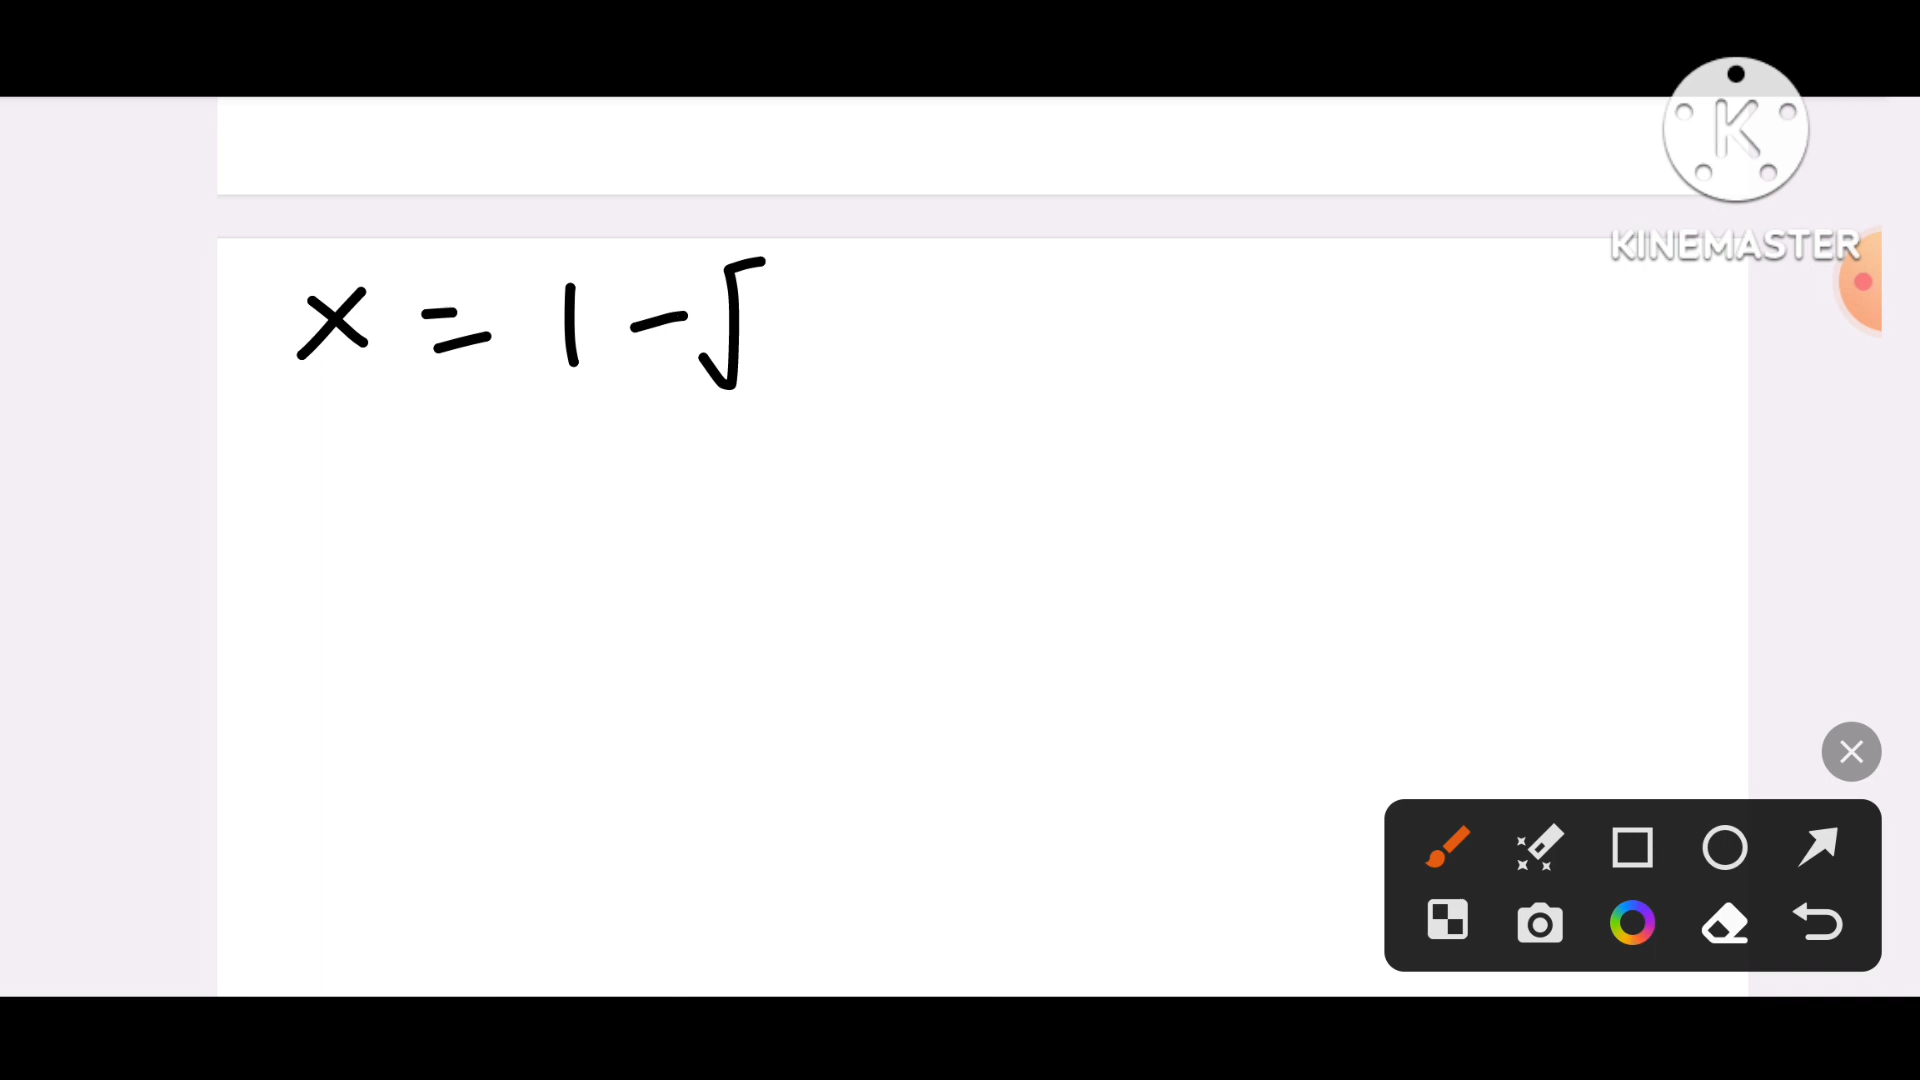 x = 1 - √
K
KINEMASTER